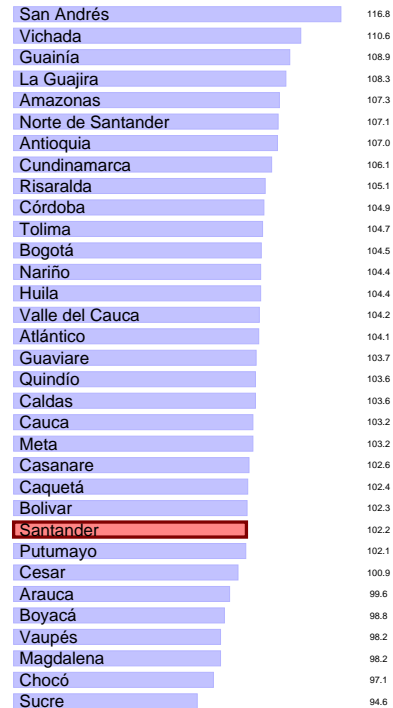 San Andrés 116.8
Vichada 110.6
Guainía 108.9
La Guajira 108.3
Amazonas 107.3
Norte de Santander 107.1
Antioquia 107.0
Cundinamarca 106.1
Risaralda 105.1
Córdoba 104.9
Tolima 104.7
Bogotá 104.5
Nariño 104.4
Huila 104.4
Valle del Cauca 104.2
Atlántico 104.1
Guaviare 103.7
Quindío 103.6
Caldas 103.6
Cauca 103.2
Meta 103.2
Casanare 102.6
Caquetá 102.4
Bolivar 102.3
Santander 102.2
Putumayo 102.1
Cesar 100.9
Arauca 99.6
Boyacá 98.8
Vaupés 98.2
Magdalena 98.2
Chocó 97.1
Sucre 94.6